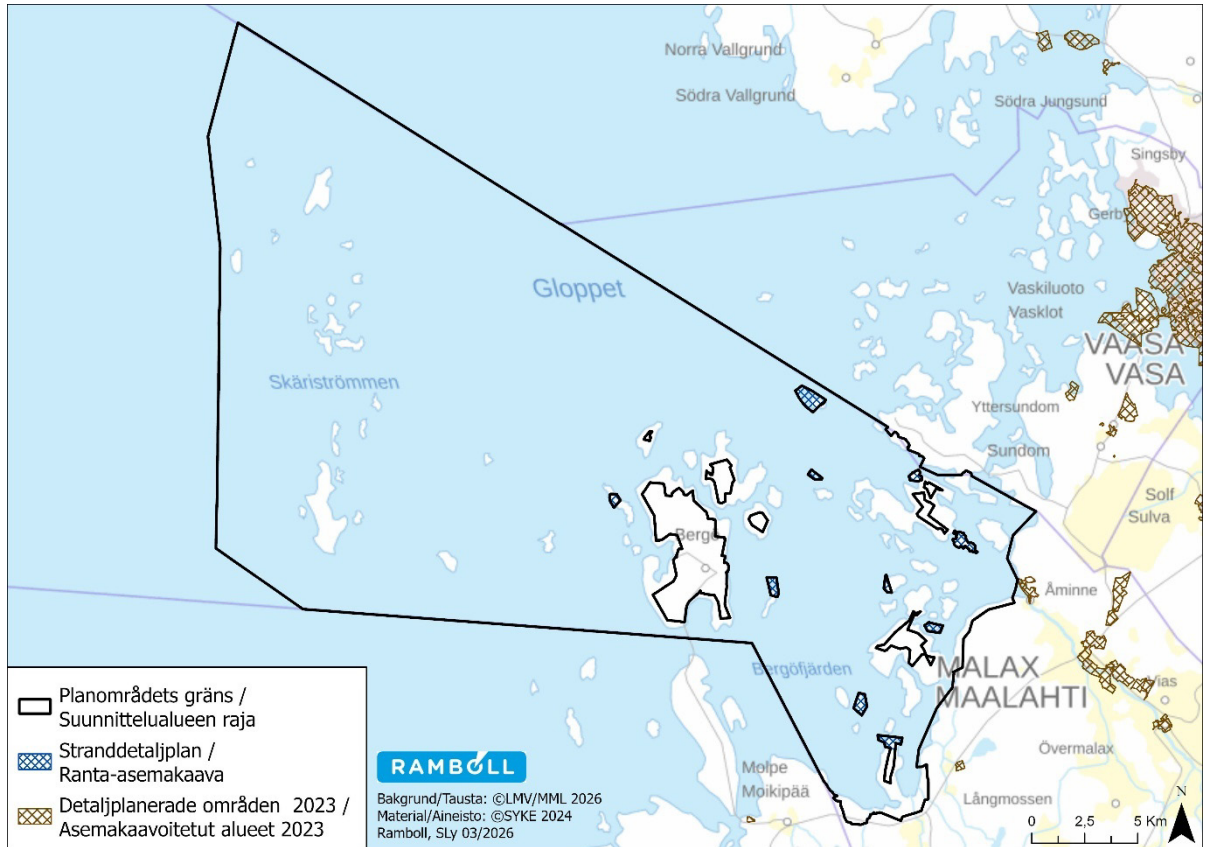 Norra Vallgrund
Södra Vallgrund
Södra Jungsund
Singsby
Gerby
Gloppet
Vaskiluoto
Vasklot
VAASA
VASA
Skäriströmmen
Yttersundom
Sundom
Solf
Sulva
Bergö
Åminne
Bergöfjärden
MALAX
MAALAHTI
Vias
Övermalax
Molpe
Moikipää
Långmossen
Planområdets gräns /
Suunnittelualueen raja
Stranddetaljplan /
Ranta-asemakaava
Detaljplanerade områden 2023 /
Asemakaavoitetut alueet 2023
RAMBOLL
Bakgrund/Tausta: ©LMV/MML 2026
Material/Aineisto: ©SYKE 2024
Ramboll, SLy 03/2026
N
0 2,5 5 Km